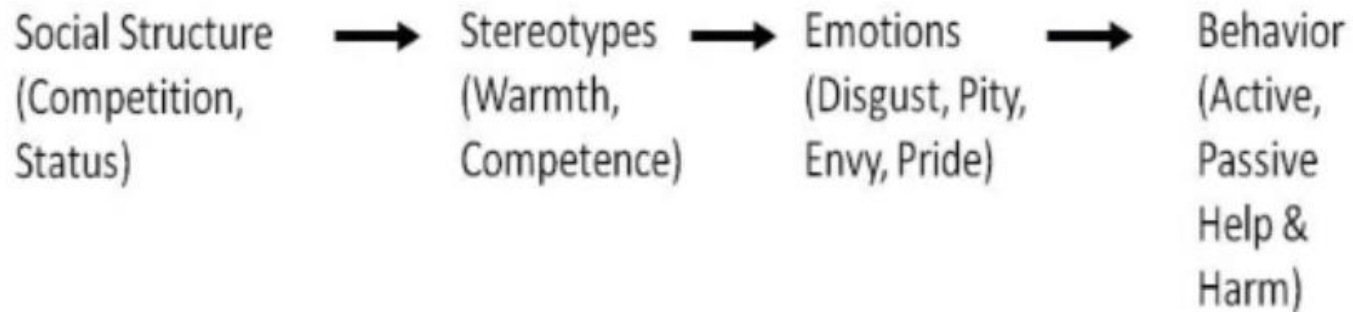 Social Structure
(Competition,
Status)
Stereotypes
(Warmth,
Competence)
Emotions
(Disgust, Pity,
Envy, Pride)
Behavior
(Active,
Passive
Help &
Harm)